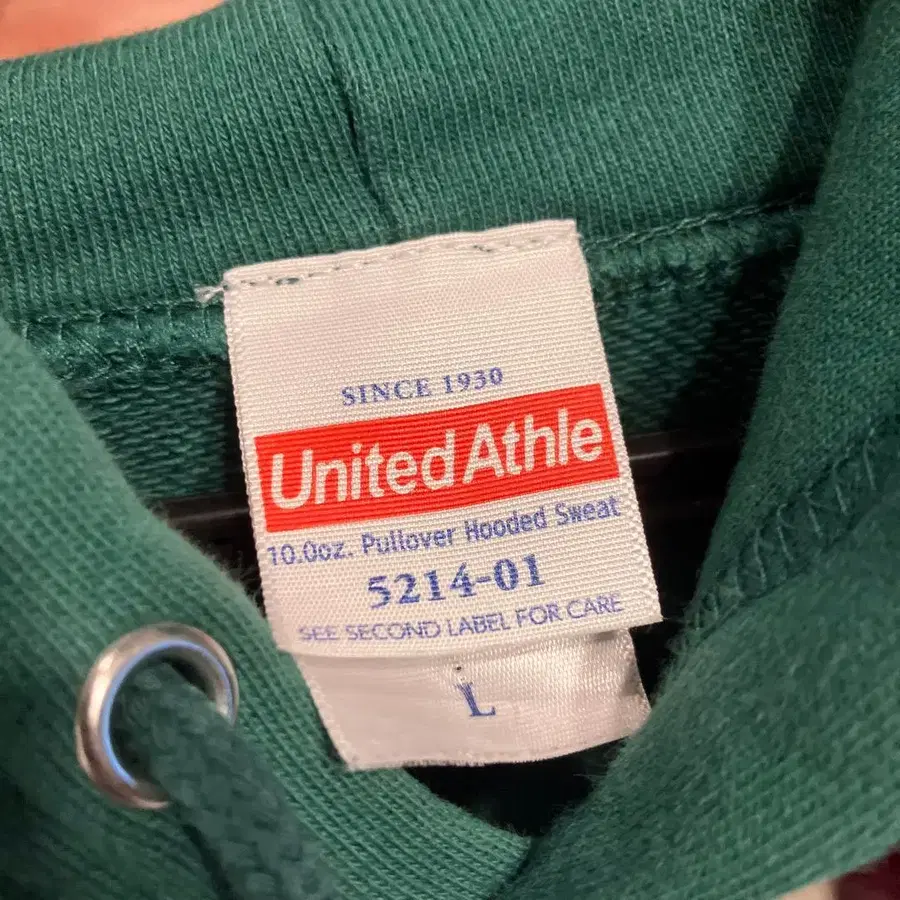 SINCE 1930
United Athle
10.0oz. Pullover Hooded Sweat
5214-01
SEE SECOND LABEL FOR CARE
L